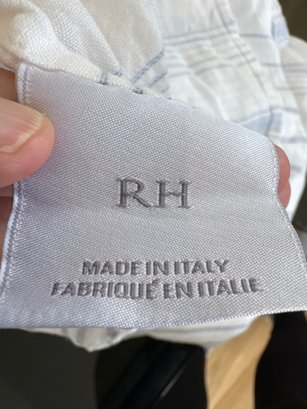 RH
MADE IN ITALY
FABRIQUÉ EN ITALIE